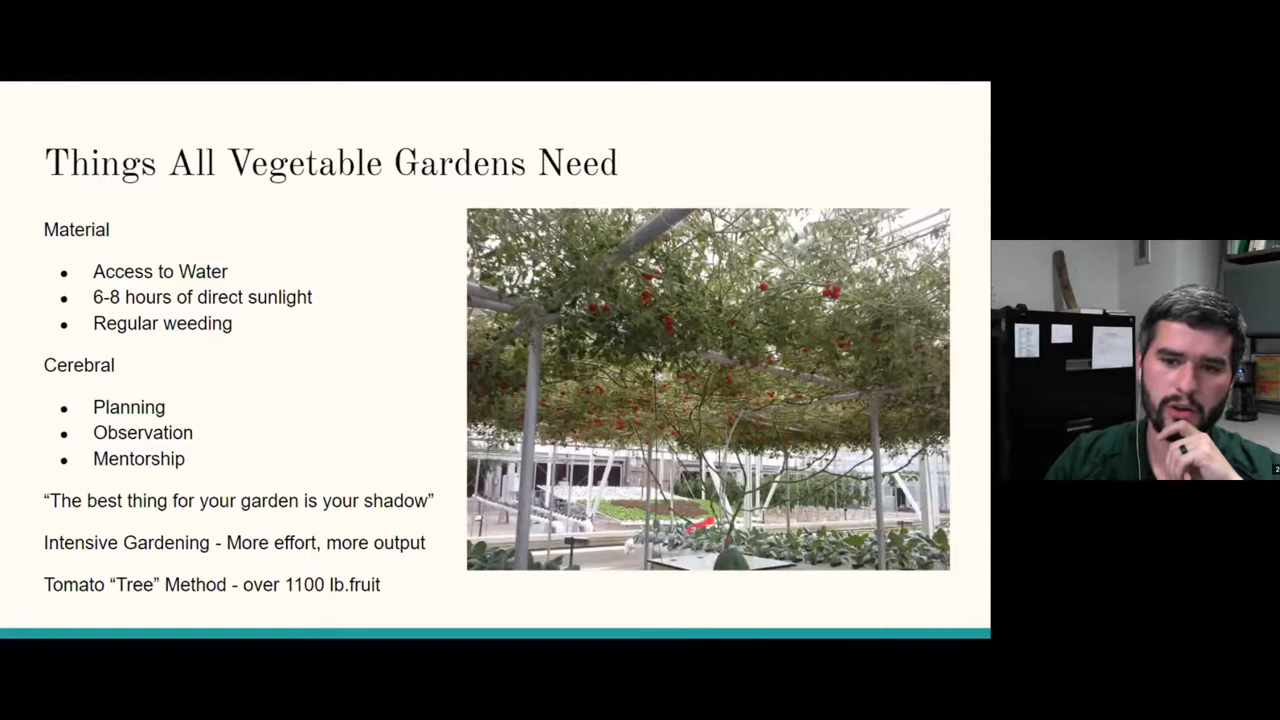 Things All Vegetable Gardens Need
Material
● Access to Water
● 6-8 hours of direct sunlight
● Regular weeding
Cerebral
● Planning
● Observation
● Mentorship
“The best thing for your garden is your shadow”
Intensive Gardening - More effort, more output
Tomato “Tree” Method - over 1100 lb.fruit